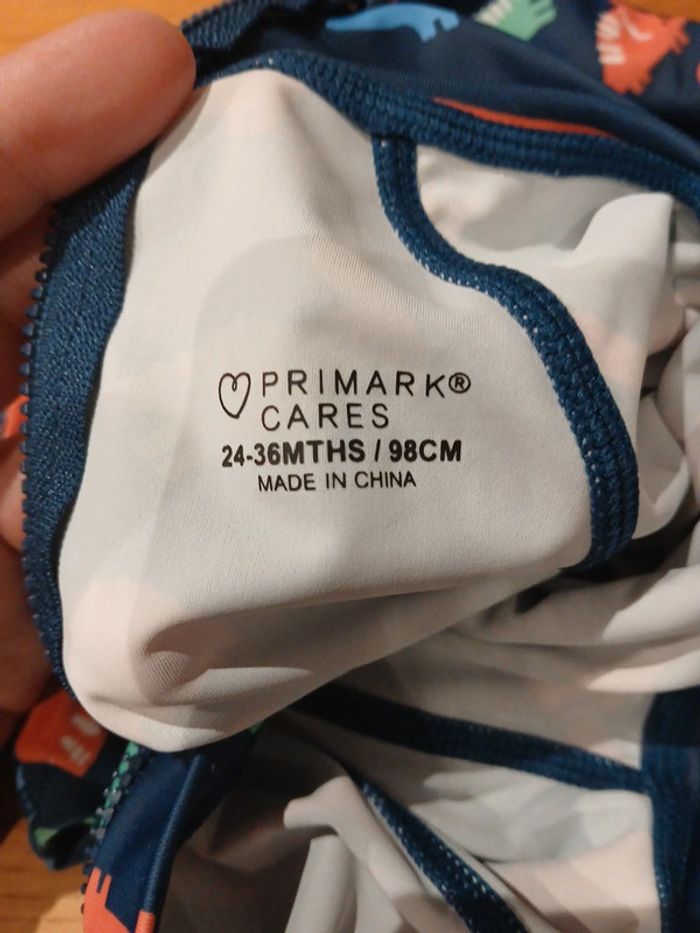 PRIMARK®
CARES
24-36MTHS / 98CM
MADE IN CHINA